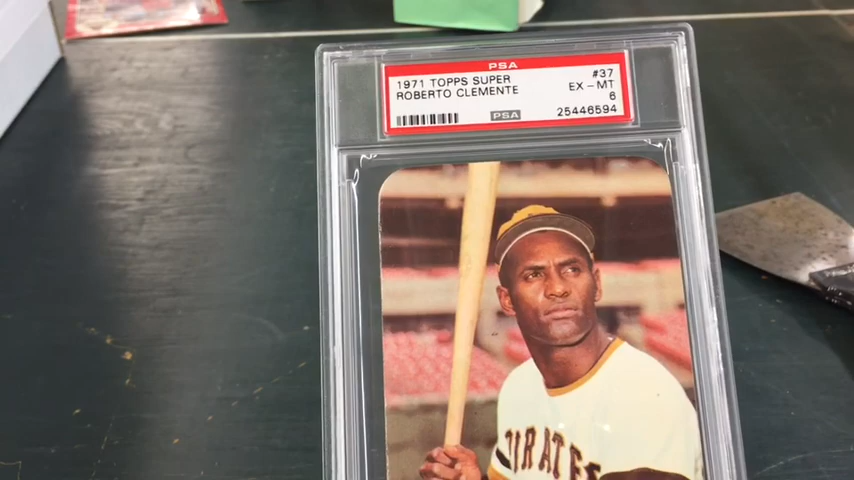 PSA
1971 TOPPS SUPER #37
ROBERTO CLEMENTE EX - MT
6
PSA 25446594
PIRATES